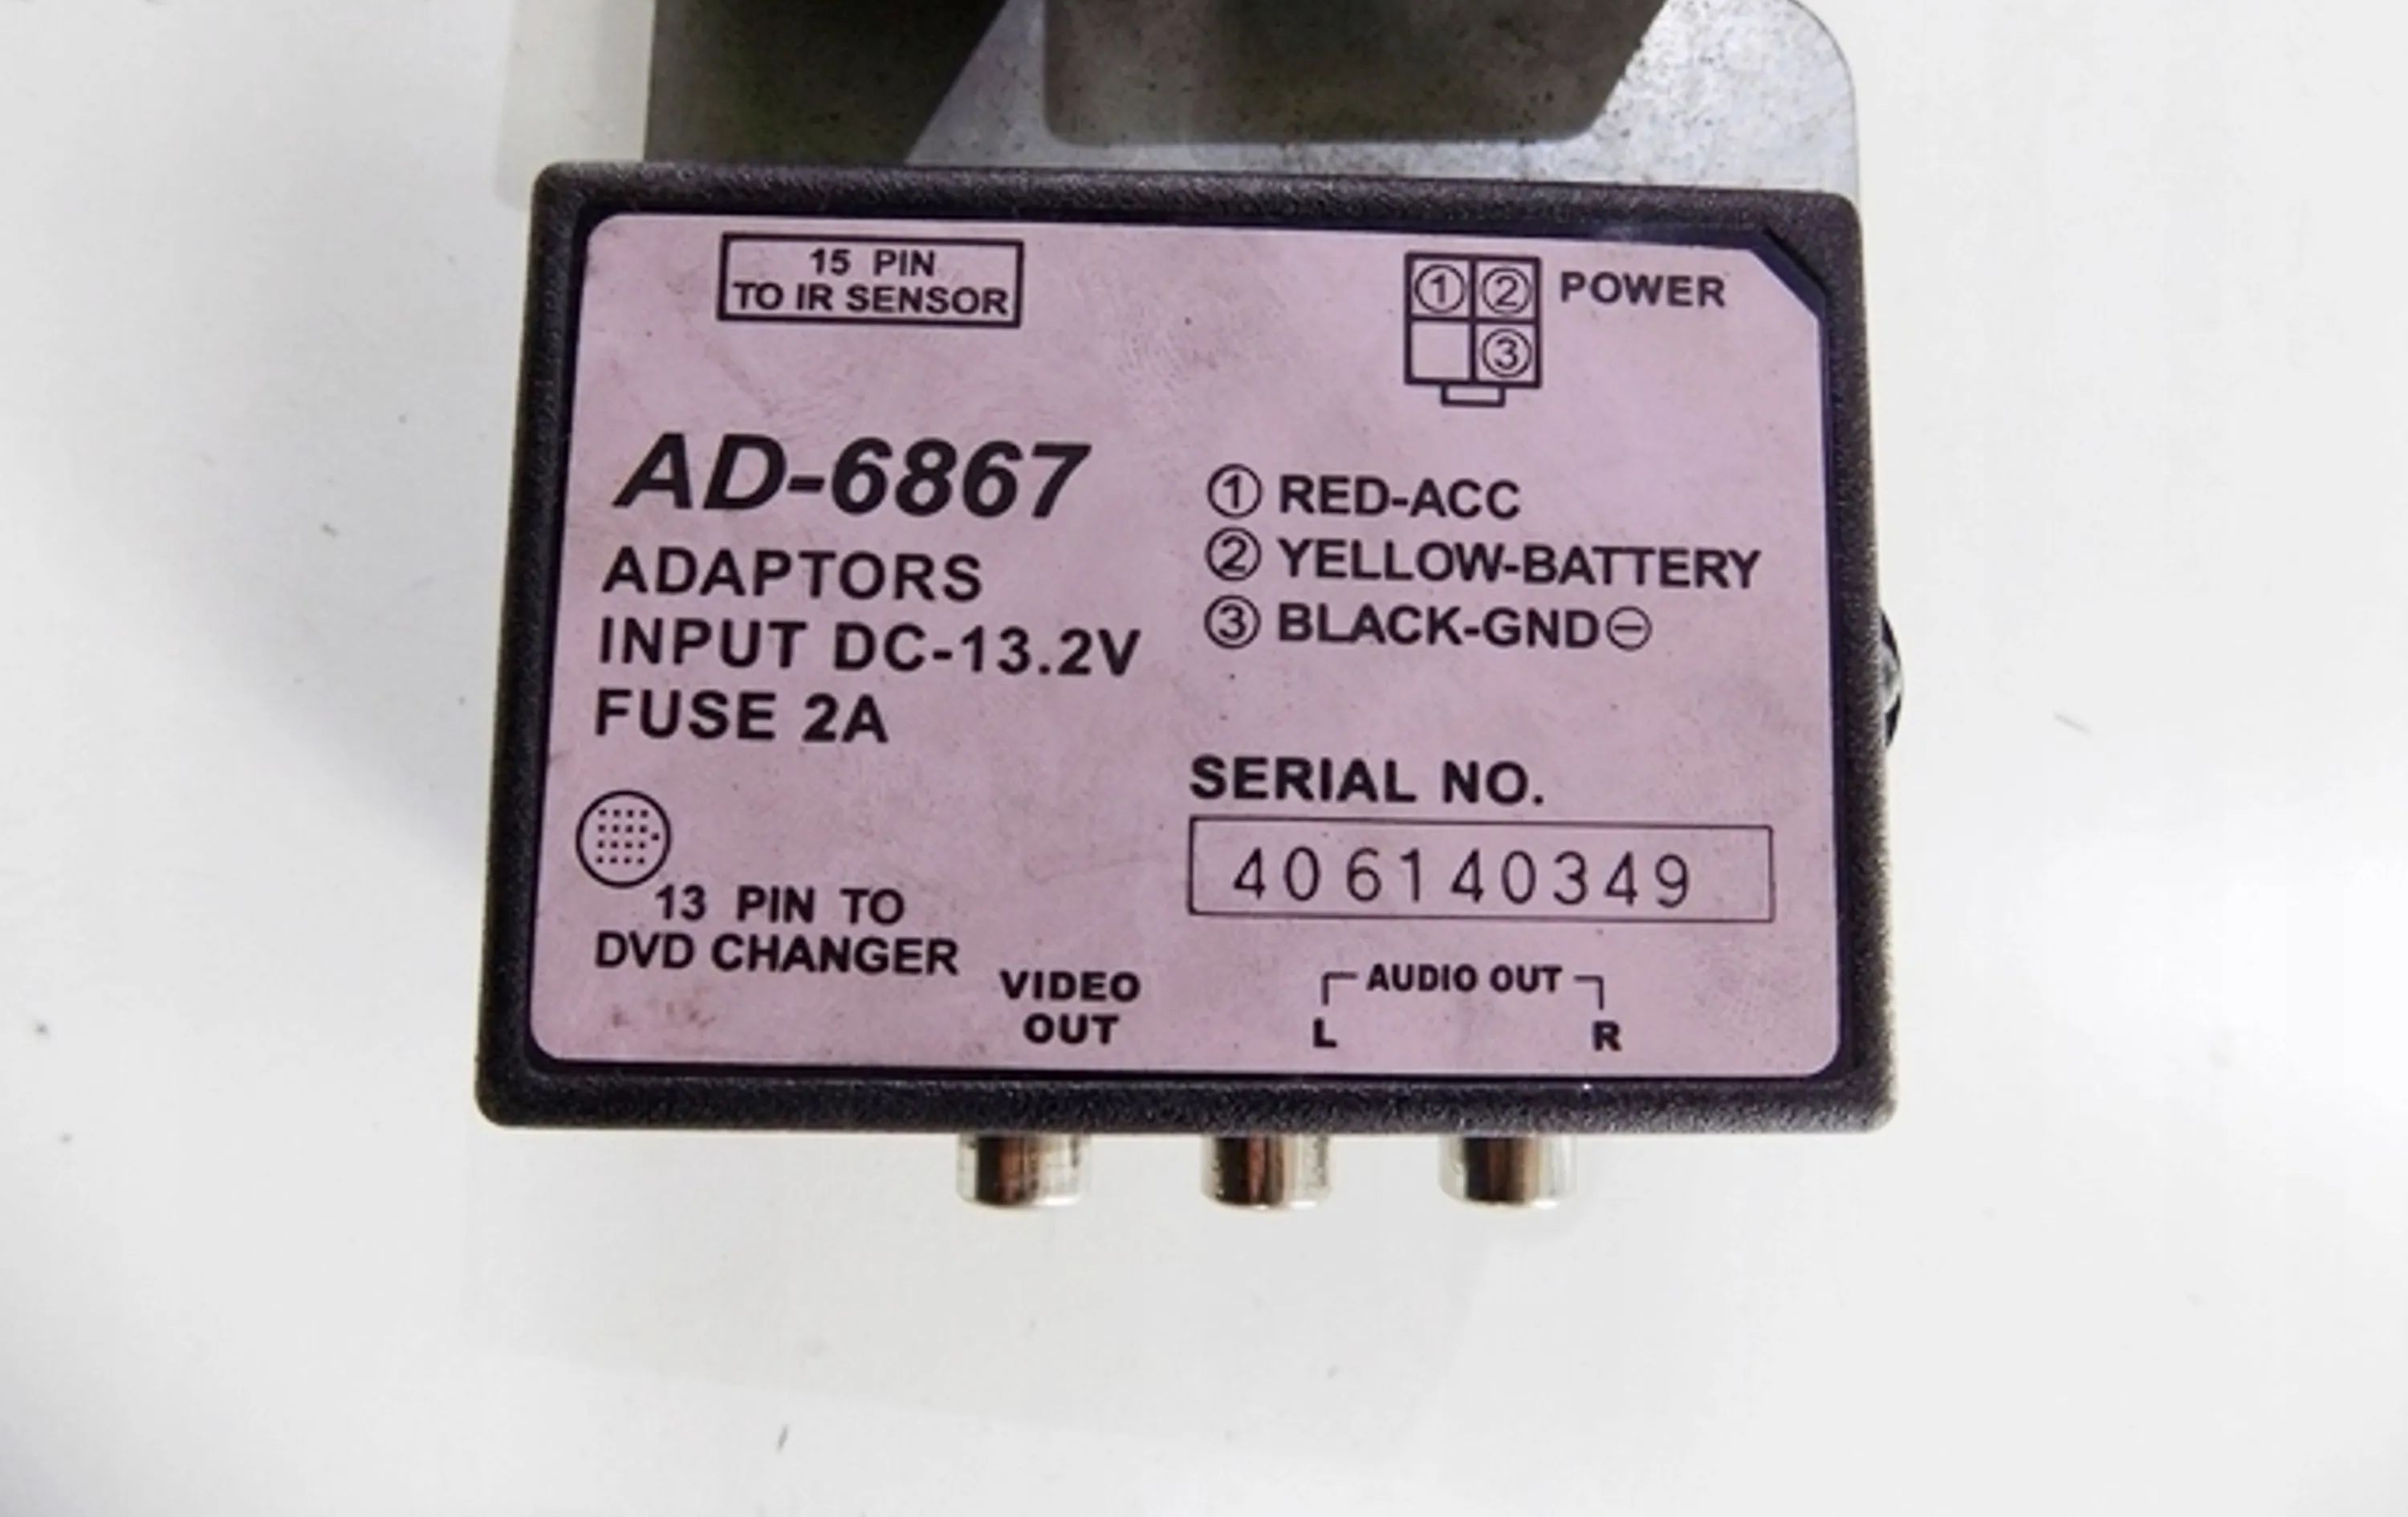 15 PIN
TO IR SENSOR
① ② POWER
③
AD-6867
ADAPTORS
INPUT DC-13.2V
FUSE 2A
① RED-ACC
② YELLOW-BATTERY
③ BLACK-GND⊖
SERIAL NO.
406140349
13 PIN TO
DVD CHANGER
VIDEO
OUT
AUDIO OUT
L R